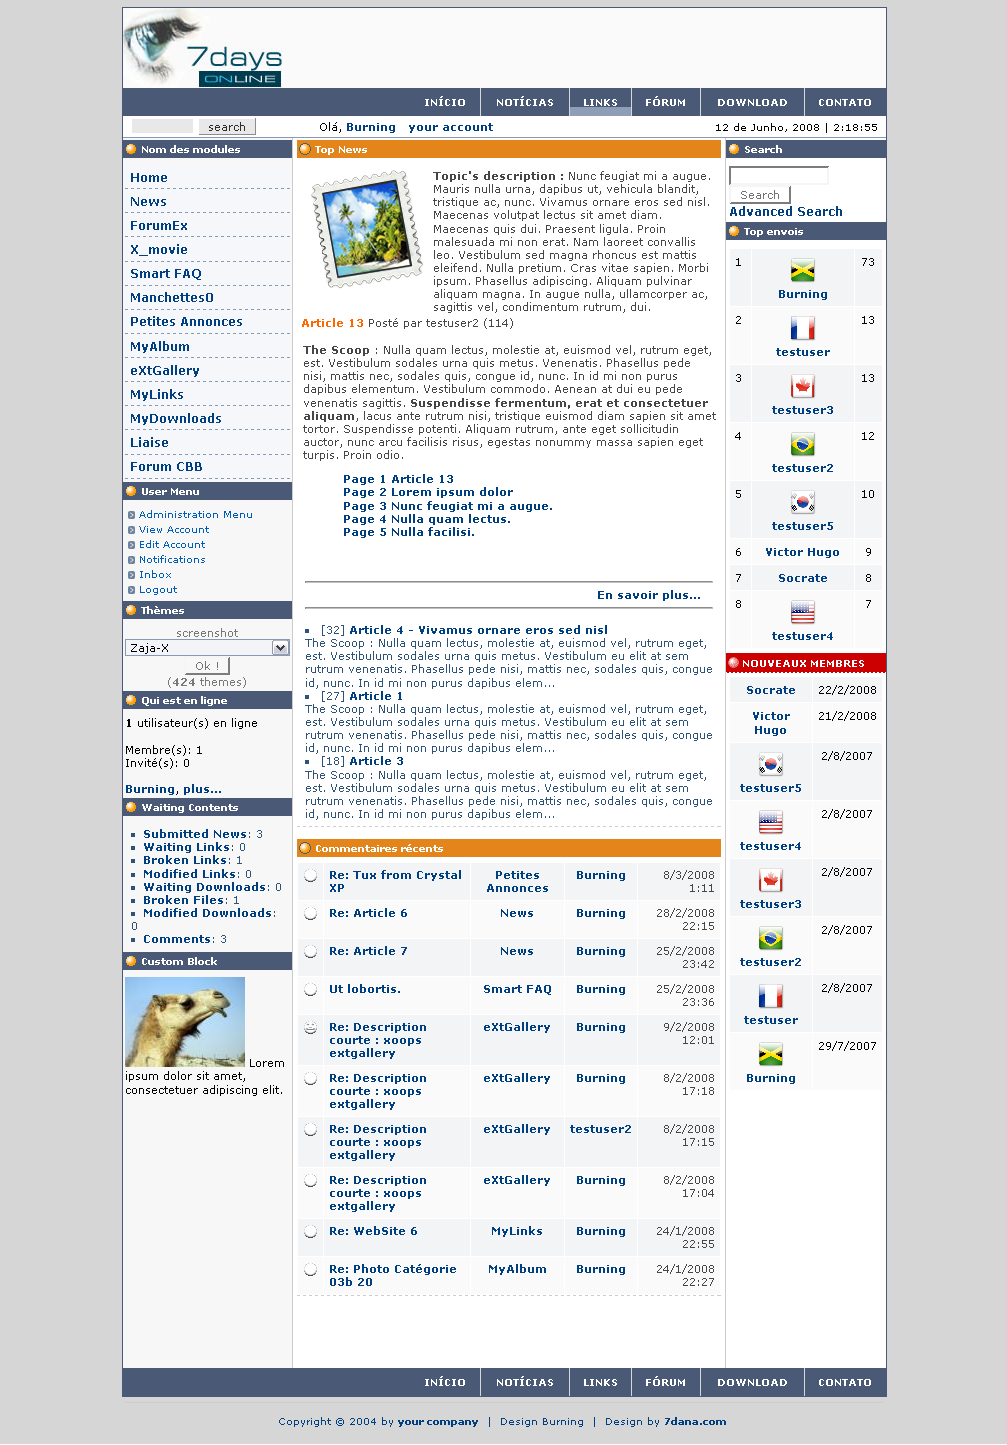 7days
ONLINE
INÍCIO NOTÍCIAS LINKS FÓRUM DOWNLOAD CONTATO
search Olá, Burning your account 12 de Junho, 2008 | 2:18:55
Nom des modules
Home
News
ForumEx
X_movie
Smart FAQ
Manchettes0
Petites Annonces
MyAlbum
eXtGallery
MyLinks
MyDownloads
Liaise
Forum CBB
User Menu
Administration Menu
View Account
Edit Account
Notifications
Inbox
Logout
Thèmes
screenshot
Zaja-X
Ok !
(424 themes)
Qui est en ligne
1 utilisateur(s) en ligne
Membre(s): 1
Invité(s): 0
Burning, plus...
Waiting Contents
Submitted News: 3
Waiting Links: 0
Broken Links: 1
Modified Links: 0
Waiting Downloads: 0
Broken Files: 1
Modified Downloads:
0
Comments: 3
Custom Block
Lorem
ipsum dolor sit amet,
consectetuer adipiscing elit.
Top News
Topic's description : Nunc feugiat mi a augue.
Mauris nulla urna, dapibus ut, vehicula blandit,
tristique ac, nunc. Vivamus ornare eros sed nisl.
Maecenas volutpat lectus sit amet diam.
Maecenas quis dui. Praesent ligula. Proin
malesuada mi non erat. Nam laoreet convallis
leo. Vestibulum sed magna rhoncus est mattis
eleifend. Nulla pretium. Cras vitae sapien. Morbi
ipsum. Phasellus adipiscing. Aliquam pulvinar
aliquam magna. In augue nulla, ullamcorper ac,
sagittis vel, condimentum rutrum, dui.
Article 13 Posté par testuser2 (114)
The Scoop : Nulla quam lectus, molestie at, euismod vel, rutrum eget,
est. Vestibulum sodales urna quis metus. Venenatis. Phasellus pede
nisi, mattis nec, sodales quis, congue id, nunc. In id mi non purus
dapibus elementum. Vestibulum commodo. Aenean at dui eu pede
venenatis sagittis. Suspendisse fermentum, erat et consectetuer
aliquam, lacus ante rutrum nisi, tristique euismod diam sapien sit amet
tortor. Suspendisse potenti. Aliquam rutrum, ante eget sollicitudin
auctor, nunc arcu facilisis risus, egestas nonummy massa sapien eget
turpis. Proin odio.
Page 1 Article 13
Page 2 Lorem ipsum dolor
Page 3 Nunc feugiat mi a augue.
Page 4 Nulla quam lectus.
Page 5 Nulla facilisi.
En savoir plus...
[32] Article 4 - Vivamus ornare eros sed nisl
The Scoop : Nulla quam lectus, molestie at, euismod vel, rutrum eget,
est. Vestibulum sodales urna quis metus. Vestibulum eu elit at sem
rutrum venenatis. Phasellus pede nisi, mattis nec, sodales quis, congue
id, nunc. In id mi non purus dapibus elem...
[27] Article 1
The Scoop : Nulla quam lectus, molestie at, euismod vel, rutrum eget,
est. Vestibulum sodales urna quis metus. Vestibulum eu elit at sem
rutrum venenatis. Phasellus pede nisi, mattis nec, sodales quis, congue
id, nunc. In id mi non purus dapibus elem...
[18] Article 3
The Scoop : Nulla quam lectus, molestie at, euismod vel, rutrum eget,
est. Vestibulum sodales urna quis metus. Vestibulum eu elit at sem
rutrum venenatis. Phasellus pede nisi, mattis nec, sodales quis, congue
id, nunc. In id mi non purus dapibus elem...
Commentaires récents
Re: Tux from Crystal Petites Burning 8/3/2008
XP Annonces 1:11
Re: Article 6 News Burning 28/2/2008
22:15
Re: Article 7 News Burning 25/2/2008
23:42
Ut lobortis. Smart FAQ Burning 25/2/2008
23:36
Re: Description eXtGallery Burning 9/2/2008
courte : xoops 12:01
extgallery
Re: Description eXtGallery Burning 8/2/2008
courte : xoops 17:18
extgallery
Re: Description eXtGallery testuser2 8/2/2008
courte : xoops 17:15
extgallery
Re: Description eXtGallery Burning 8/2/2008
courte : xoops 17:04
extgallery
Re: WebSite 6 MyLinks Burning 24/1/2008
22:55
Re: Photo Catégorie MyAlbum Burning 24/1/2008
03b 20 22:27
Search
Search
Advanced Search
Top envois
1 73
Burning
2 13
testuser
3 13
testuser3
4 12
testuser2
5 10
testuser5
6 Victor Hugo 9
7 Socrate 8
8 7
testuser4
NOUVEAUX MEMBRES
Socrate 22/2/2008
Victor 21/2/2008
Hugo
2/8/2007
testuser5
2/8/2007
testuser4
2/8/2007
testuser3
2/8/2007
testuser2
2/8/2007
testuser
29/7/2007
Burning
INÍCIO NOTÍCIAS LINKS FÓRUM DOWNLOAD CONTATO
Copyright © 2004 by your company | Design Burning | Design by 7dana.com